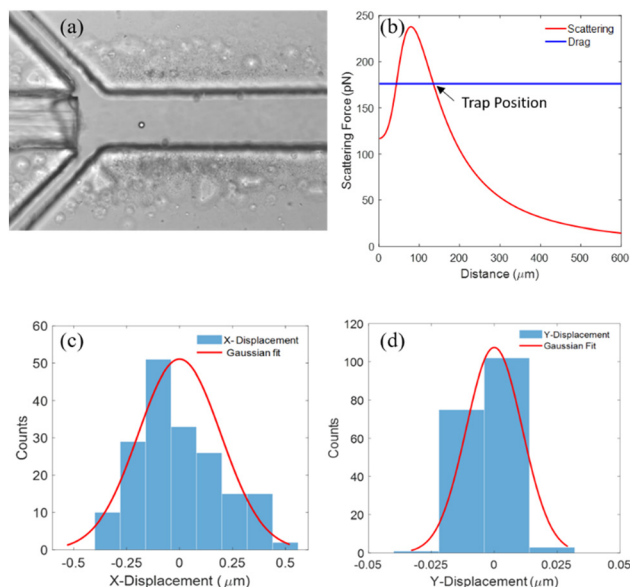 (a)
(b)
Scattering
Drag
Trap Position
Scattering Force (pN)
250
200
150
100
50
0
0 100 200 300 400 500 600
Distance (μm)
(c)
X-Displacement
Gaussian fit
Counts
60
50
40
30
20
10
0
-0.5 -0.25 0 0.25 0.5
X-Displacement (μm)
(d)
Y-Displacement
Gaussian Fit
Counts
120
100
80
60
40
20
0
-0.05 -0.025 0 0.025 0.05
Y-Displacement (μm)